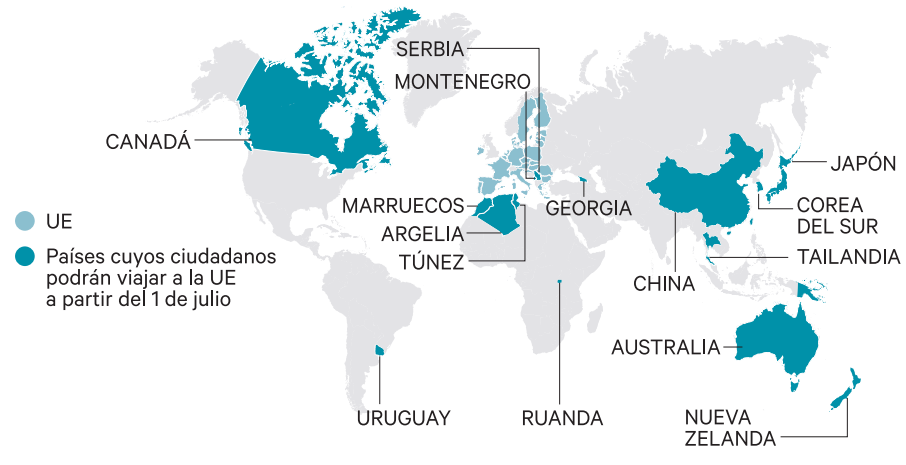 SERBIA
MONTENEGRO
CANADÁ
JAPÓN
MARRUECOS
GEORGIA
COREA
DEL SUR
UE
ARGELIA
TÚNEZ
TAILANDIA
Países cuyos ciudadanos
podrán viajar a la UE
a partir del 1 de julio
CHINA
AUSTRALIA
URUGUAY
RUANDA
NUEVA
ZELANDA